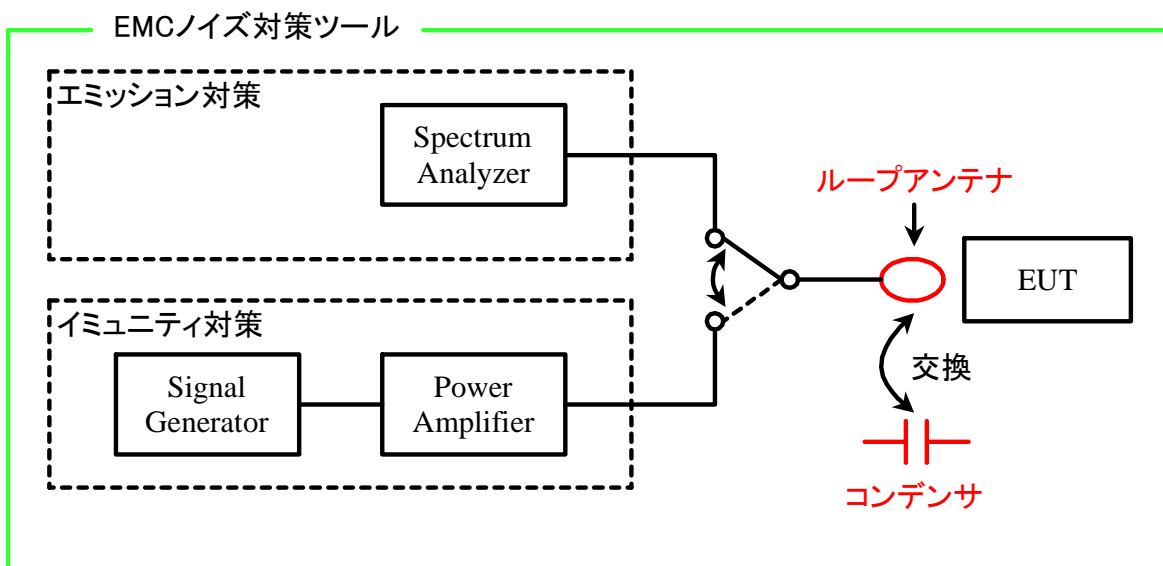 EMCノイズ対策ツール
エミッション対策
Spectrum
Analyzer
ループアンテナ
EUT
イミュニティ対策
Signal
Generator
Power
Amplifier
交換
コンデンサ